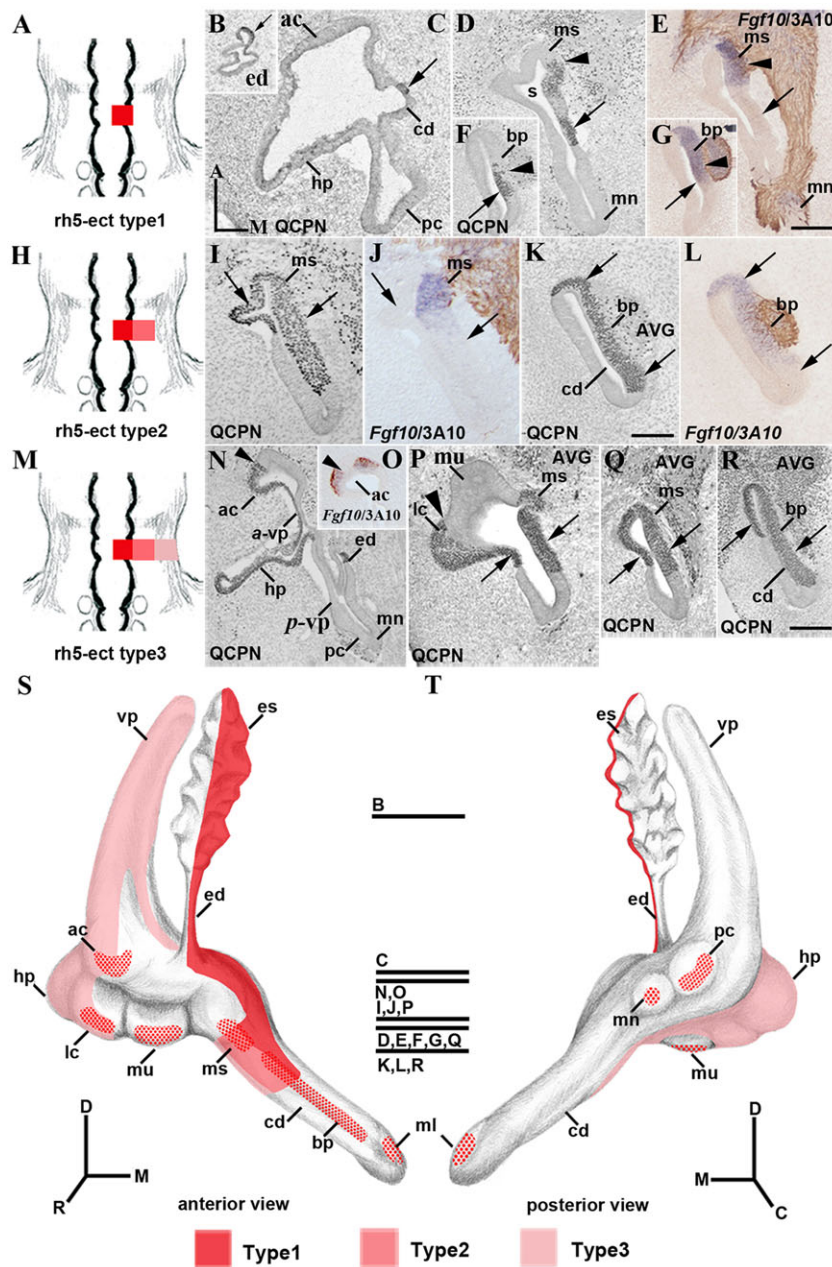 A
rh5-ect type1
B
ed
C
ac
cd
hp
pc
A
M
QCPN
D
ms
s
mn
F
bp
QCPN
E
Fgf10/3A10
ms
mn
G
bp
H
rh5-ect type2
I
ms
QCPN
J
ms
Fgf10/3A10
K
bp
AVG
cd
QCPN
L
bp
Fgf10/3A10
M
rh5-ect type3
N
ac
a-vp
hp
ed
p-vp
mn
pc
QCPN
O
ac
Fgf10/3A10
P
mu
AVG
lc
ms
QCPN
Q
AVG
ms
QCPN
R
AVG
bp
cd
QCPN
S
vp
es
ed
ac
hp
lc
mu
ms
cd
bp
ml
D
M
R
anterior view
B
C
N,O
I,J,P
D,E,F,G,Q
K,L,R
T
es
vp
ed
pc
hp
mn
mu
cd
D
M
C
posterior view
Type1
Type2
Type3